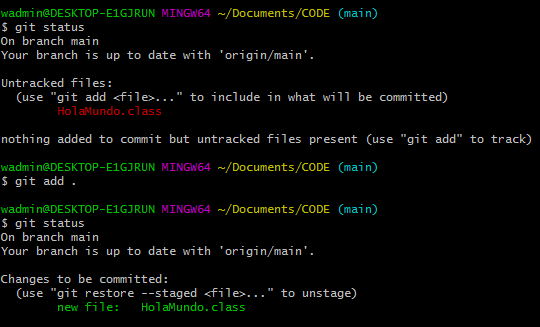 wadmin@DESKTOP-E1GJRUN MINGW64 ~/Documents/CODE (main)
$ git status
On branch main
Your branch is up to date with 'origin/main'.
Untracked files:
(use "git add <file>..." to include in what will be committed)
HolaMundo.class
nothing added to commit but untracked files present (use "git add" to track)
wadmin@DESKTOP-E1GJRUN MINGW64 ~/Documents/CODE (main)
$ git add .
wadmin@DESKTOP-E1GJRUN MINGW64 ~/Documents/CODE (main)
$ git status
On branch main
Your branch is up to date with 'origin/main'.
Changes to be committed:
(use "git restore --staged <file>..." to unstage)
new file:   HolaMundo.class